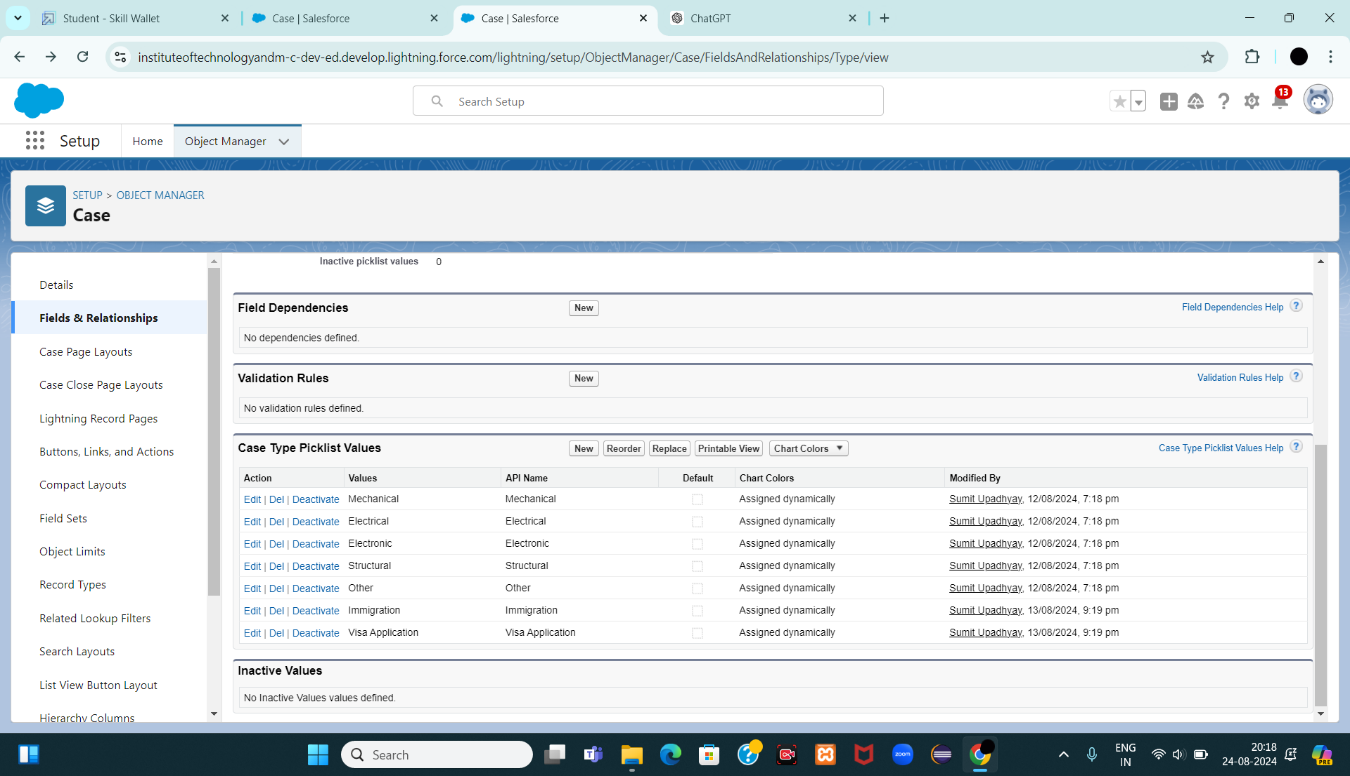 Student - Skill Wallet
Case | Salesforce
Case | Salesforce
ChatGPT
instituteoftechnologyandm-c-dev-ed.develop.lightning.force.com/lightning/setup/ObjectManager/Case/FieldsAndRelationships/Type/view
Search Setup
13
Setup
Home
Object Manager
SETUP > OBJECT MANAGER
Case
Details
Fields & Relationships
Case Page Layouts
Case Close Page Layouts
Lightning Record Pages
Buttons, Links, and Actions
Compact Layouts
Field Sets
Object Limits
Record Types
Related Lookup Filters
Search Layouts
List View Button Layout
Hierarchy Columns
Inactive picklist values 0
Field Dependencies New Field Dependencies Help ?
No dependencies defined.
Validation Rules New Validation Rules Help ?
No validation rules defined.
Case Type Picklist Values New Reorder Replace Printable View Chart Colors Case Type Picklist Values Help ?
Action Values API Name Default Chart Colors Modified By
Edit | Del | Deactivate Mechanical Mechanical Assigned dynamically Sumit Upadhyay, 12/08/2024, 7:18 pm
Edit | Del | Deactivate Electrical Electrical Assigned dynamically Sumit Upadhyay, 12/08/2024, 7:18 pm
Edit | Del | Deactivate Electronic Electronic Assigned dynamically Sumit Upadhyay, 12/08/2024, 7:18 pm
Edit | Del | Deactivate Structural Structural Assigned dynamically Sumit Upadhyay, 12/08/2024, 7:18 pm
Edit | Del | Deactivate Other Other Assigned dynamically Sumit Upadhyay, 12/08/2024, 7:18 pm
Edit | Del | Deactivate Immigration Immigration Assigned dynamically Sumit Upadhyay, 13/08/2024, 9:19 pm
Edit | Del | Deactivate Visa Application Visa Application Assigned dynamically Sumit Upadhyay, 13/08/2024, 9:19 pm
Inactive Values
No Inactive Values values defined.
Search
zoom
ENG
IN
20:18
24-08-2024
PRE